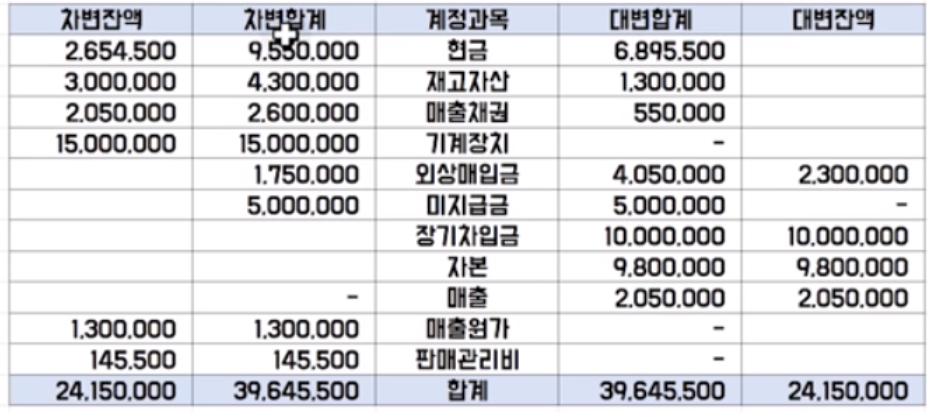 차변잔액 차변합계 계정과목 대변합계 대변잔액
2.654.500 9.550.000 현금 6.895.500
3.000.000 4.300.000 재고자산 1.300.000
2.050.000 2.600.000 매출채권 550.000
15.000.000 15.000.000 기계장치 -
1.750.000 외상매입금 4.050.000 2.300.000
5.000.000 미지급금 5.000.000 -
장기차입금 10.000.000 10.000.000
자본 9.800.000 9.800.000
- 매출 2.050.000 2.050.000
1.300.000 1.300.000 매출원가 -
145.500 145.500 판매관리비 -
24.150.000 39.645.500 합계 39.645.500 24.150.000